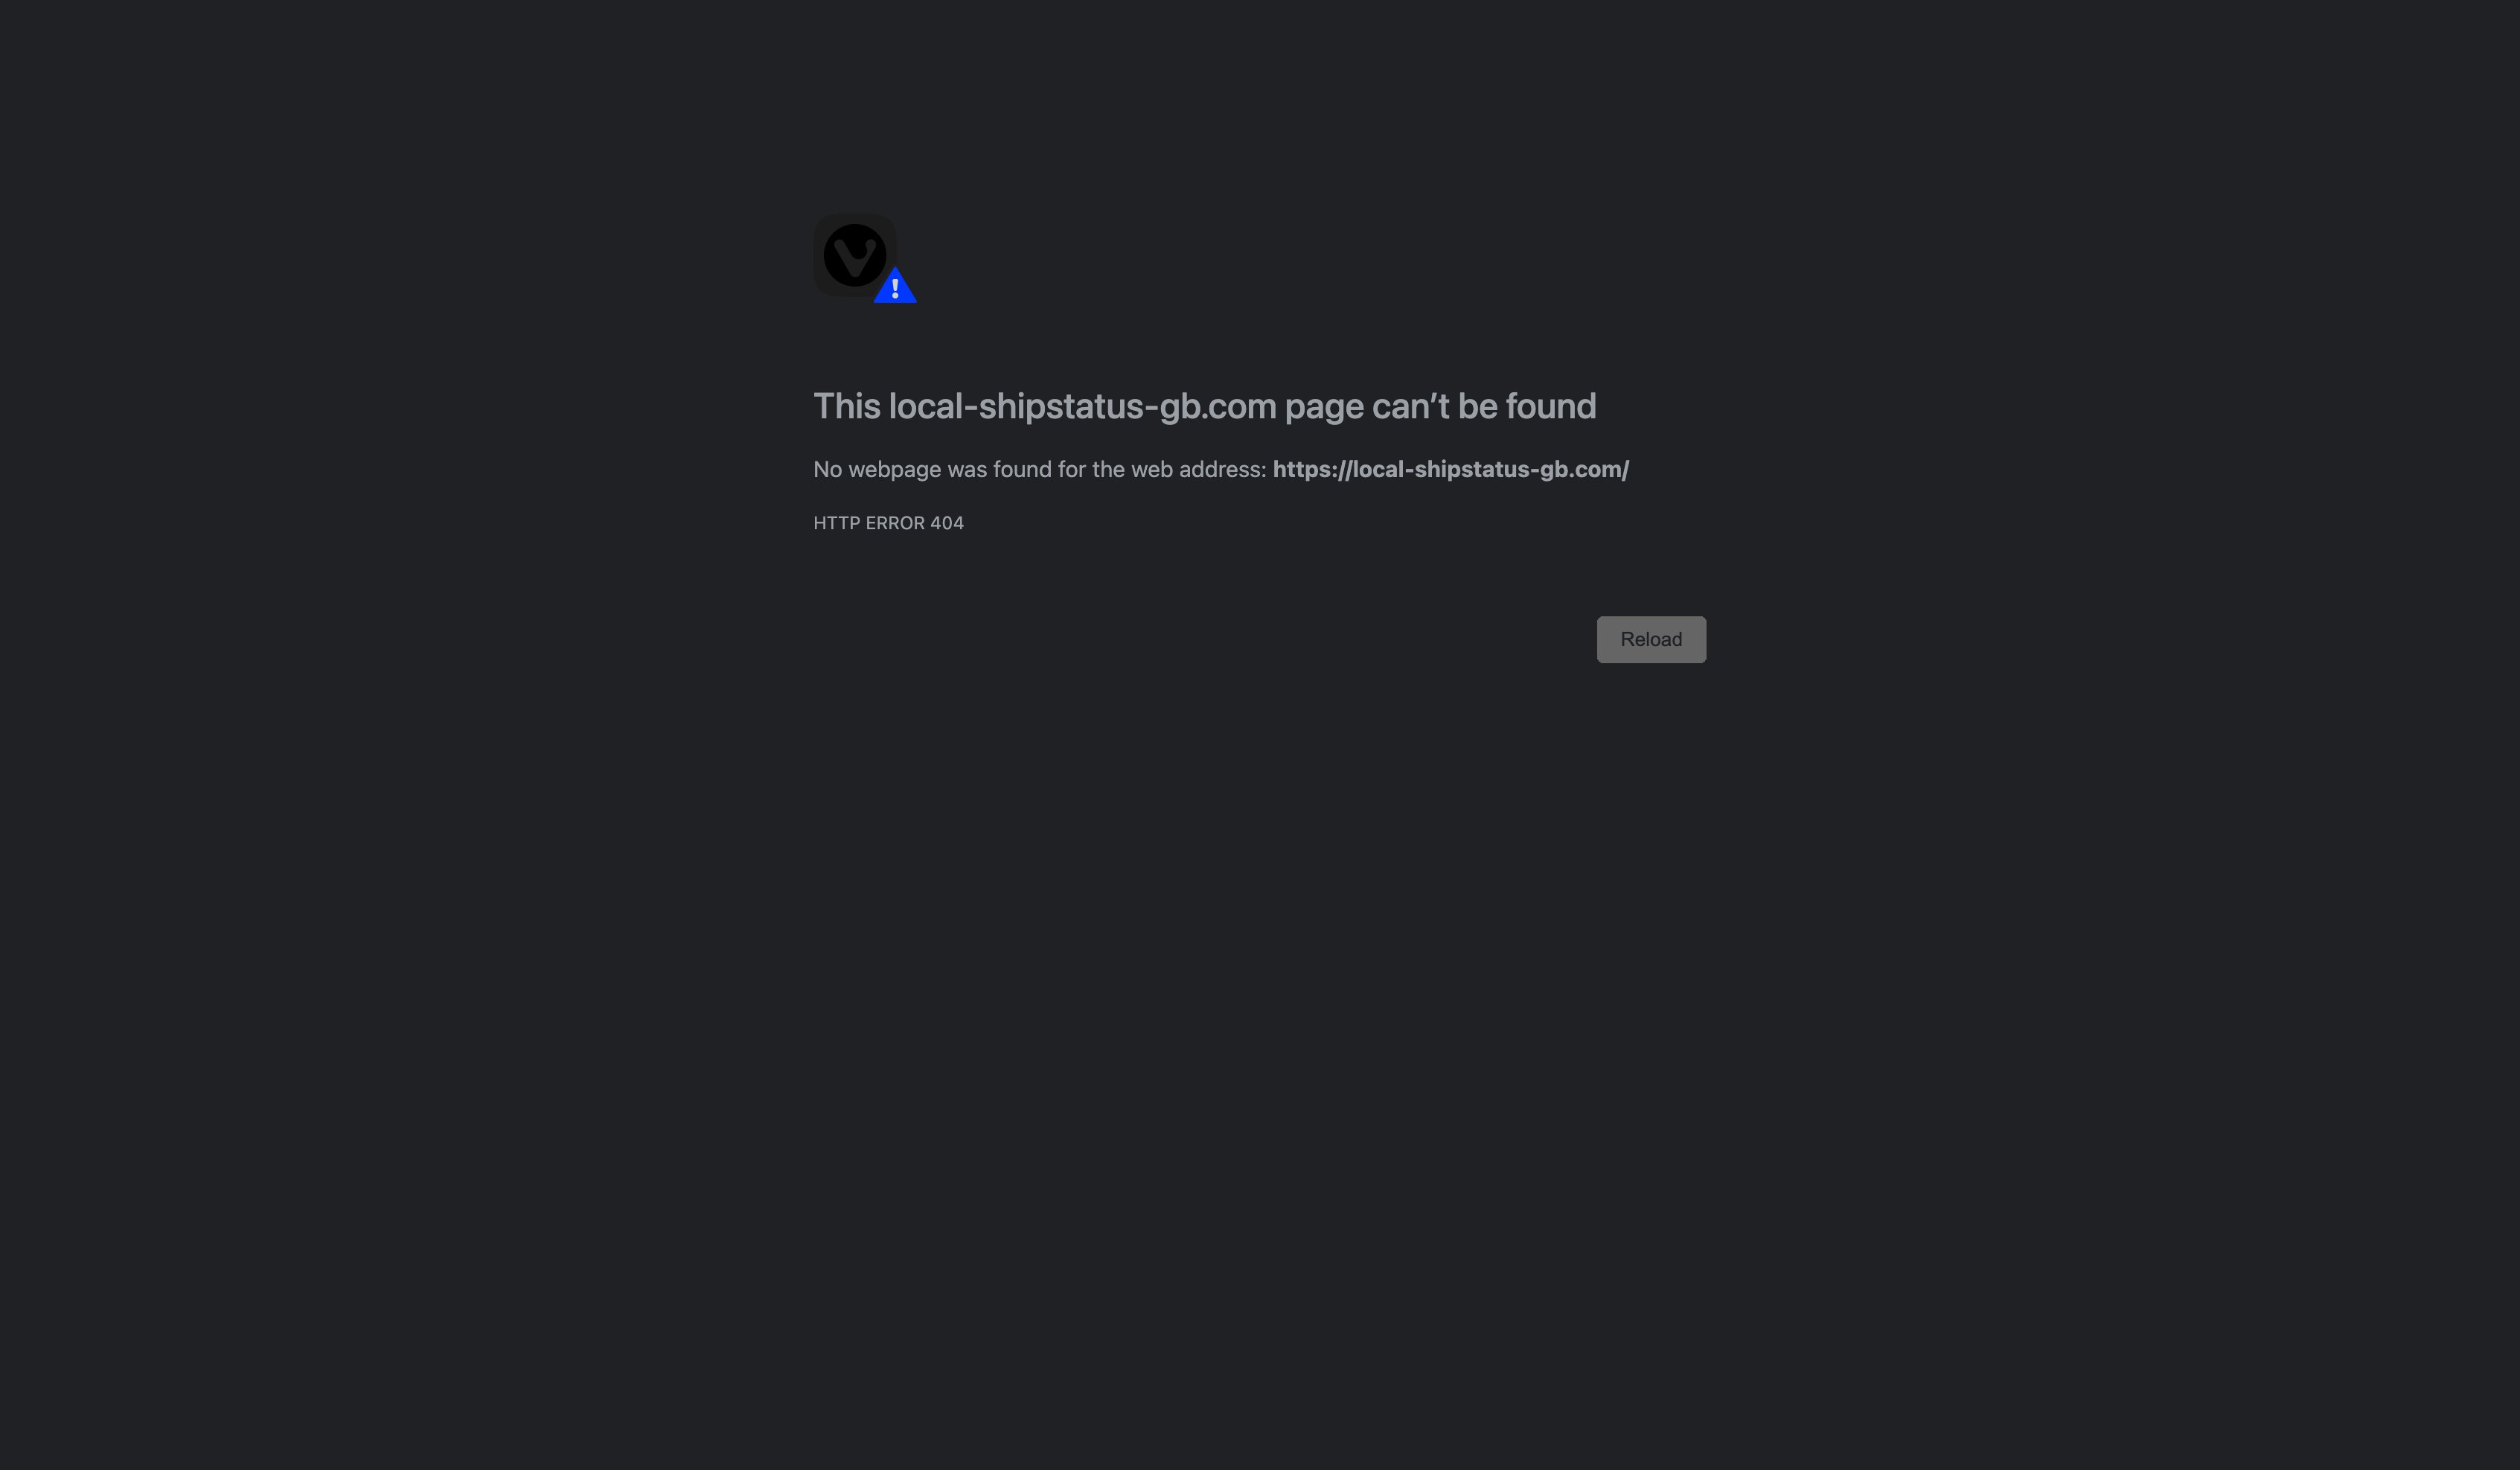 This local-shipstatus-gb.com page can’t be found
No webpage was found for the web address: https://local-shipstatus-gb.com/
HTTP ERROR 404
Reload